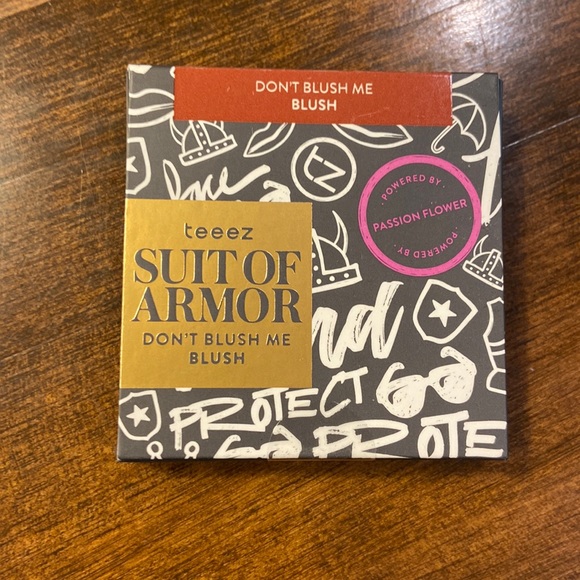 DON'T BLUSH ME
BLUSH
POWERED BY
PASSION FLOWER
POWERED BY
teeez
SUIT OF
ARMOR
DON'T BLUSH ME
BLUSH
PROTECT
PROTE